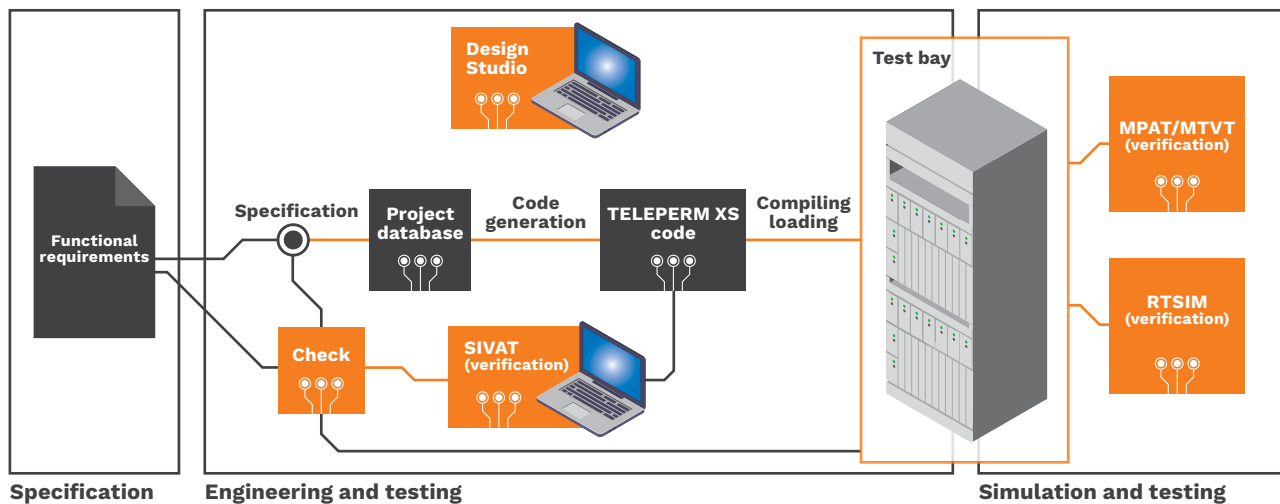 Design
Studio
Test bay
MPAT/MTVT
(verification)
Functional
requirements
Specification
Project
database
Code
generation
TELEPERM XS
code
Compiling
loading
RTSIM
(verification)
Check
SIVAT
(verification)
Specification
Engineering and testing
Simulation and testing